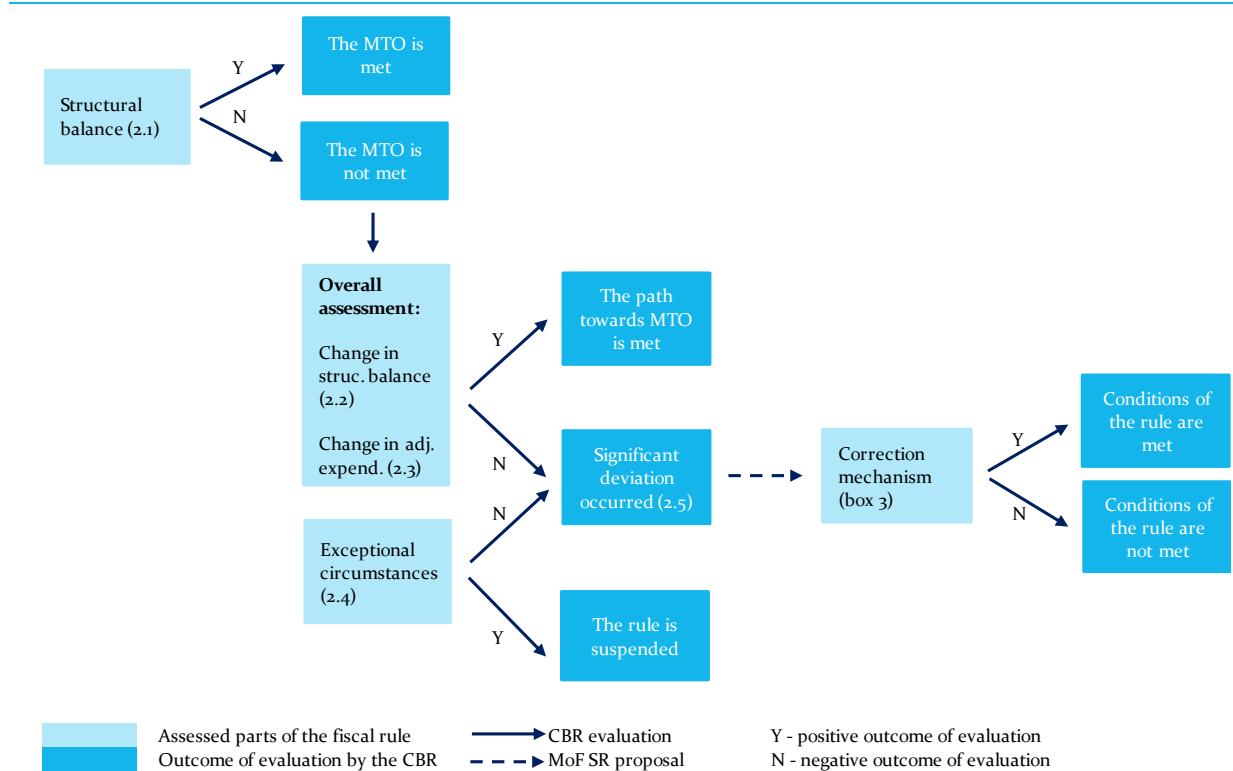 The MTO is
met
Y
Structural
balance (2.1)
N
The MTO is
not met
Overall
assessment:
Change in
struc. balance
(2.2)
Change in adj.
expend. (2.3)
Y
The path
towards MTO
is met
N
Significant
deviation
occurred (2.5)
N
Exceptional
circumstances
(2.4)
Y
The rule is
suspended
Correction
mechanism
(box 3)
Y
Conditions of
the rule are
met
N
Conditions of
the rule are
not met
Assessed parts of the fiscal rule
Outcome of evaluation by the CBR
CBR evaluation
MoF SR proposal
Y - positive outcome of evaluation
N - negative outcome of evaluation